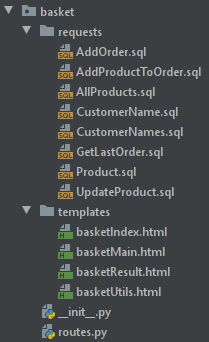 basket
requests
AddOrder.sql
AddProductToOrder.sql
AllProducts.sql
CustomerName.sql
CustomerNames.sql
GetLastOrder.sql
Product.sql
UpdateProduct.sql
templates
basketIndex.html
basketMain.html
basketResult.html
basketUtils.html
__init__.py
routes.py